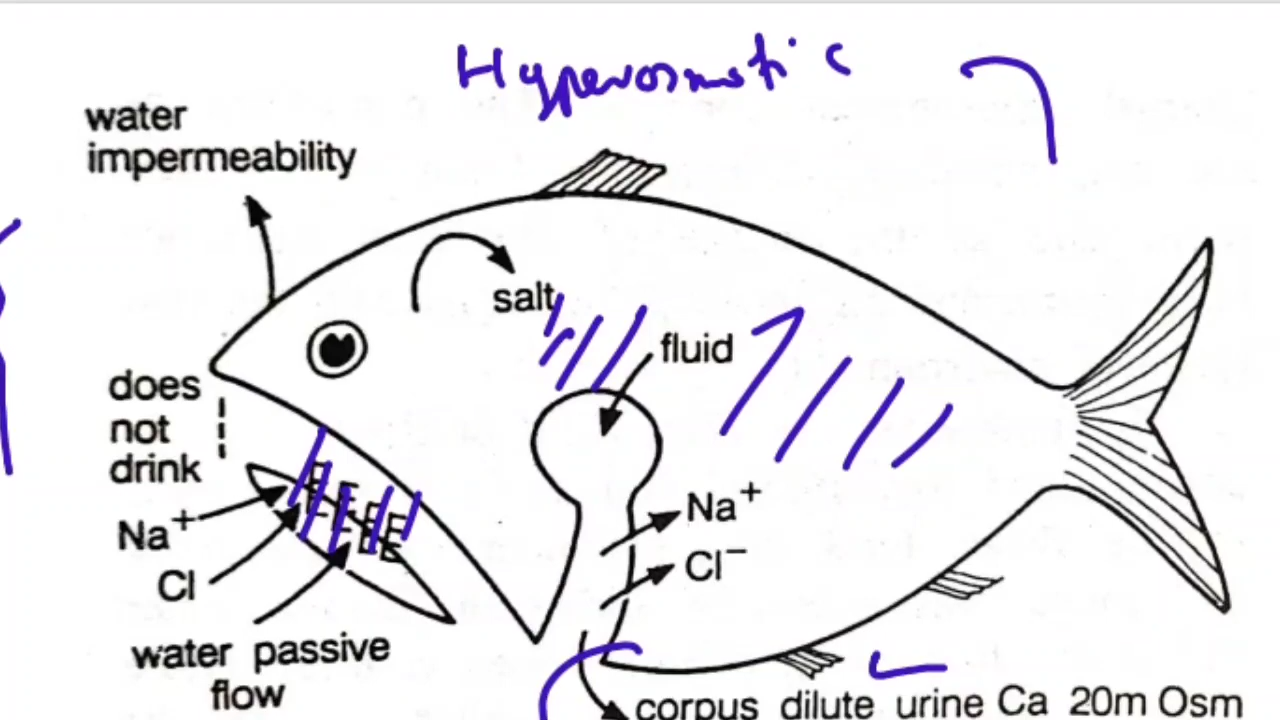 Hyperosmotic
water
impermeability
salt
fluid
does
not
drink
Na+
Cl
water passive
flow
Na+
Cl−
corpus dilute urine Ca 20m Osm